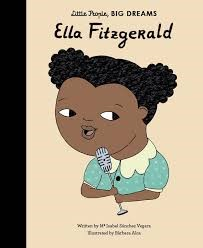 Little People, BIG DREAMS
Ella Fitzgerald
Written by Mª Isabel Sánchez Vegara
Illustrated by Bárbara Alca